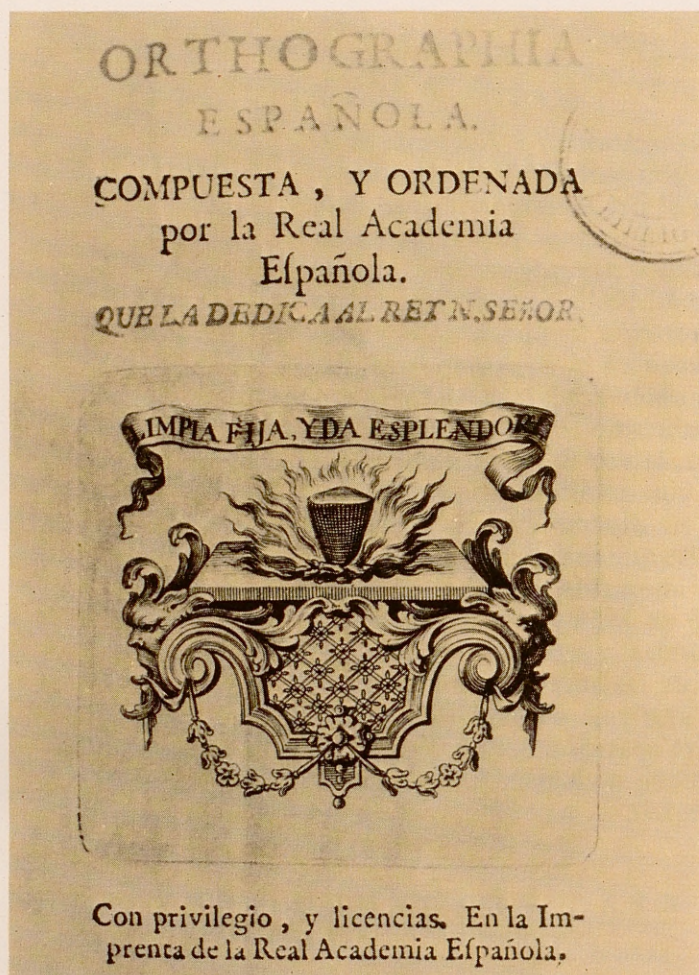 ORTHOGRAPHIA
ESPAÑOLA.
COMPUESTA, Y ORDENADA
por la Real Academia
Eſpañola.
QUE LA DEDICA AL REY N. SEÑOR.
LIMPIA FIJA, Y DA ESPLENDOR
Con privilegio, y licencias. En la Im-
prenta de la Real Academia Eſpañola.